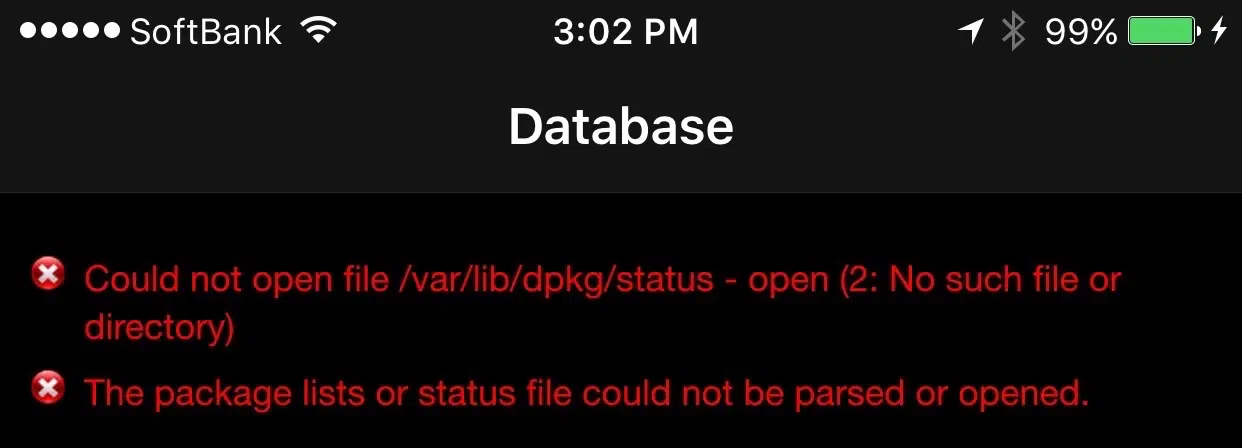 SoftBank 3:02 PM 99%
Database
Could not open file /var/lib/dpkg/status - open (2: No such file or
directory)
The package lists or status file could not be parsed or opened.